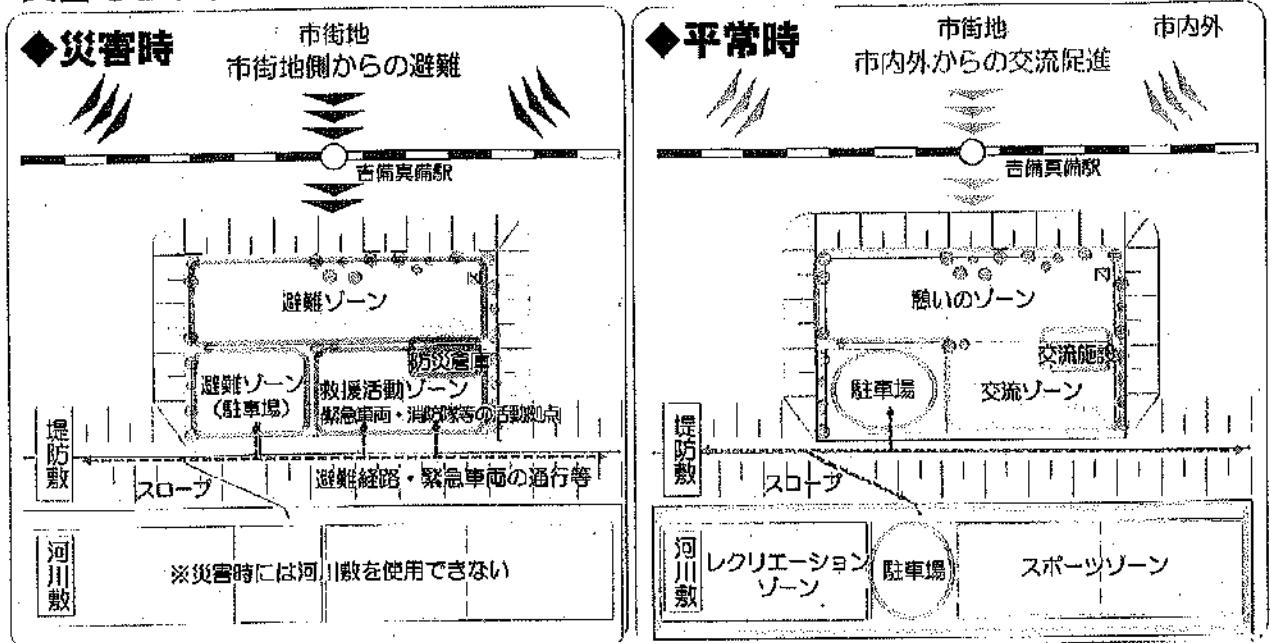 ◆災害時
市街地
市街地側からの避難
吉備真備駅
避難ゾーン
防災倉庫
避難ゾーン
(駐車場)
救援活動ゾーン
緊急車両・消防隊等の活動拠点
堤防敷
スロープ
避難経路・緊急車両の通行等
河川敷
※災害時には河川敷を使用できない
◆平常時
市街地
市内外
市内外からの交流促進
吉備真備駅
憩いのゾーン
交流施設
駐車場
交流ゾーン
堤防敷
スロープ
河川敷
レクリエーション
ゾーン
駐車場
スポーツゾーン